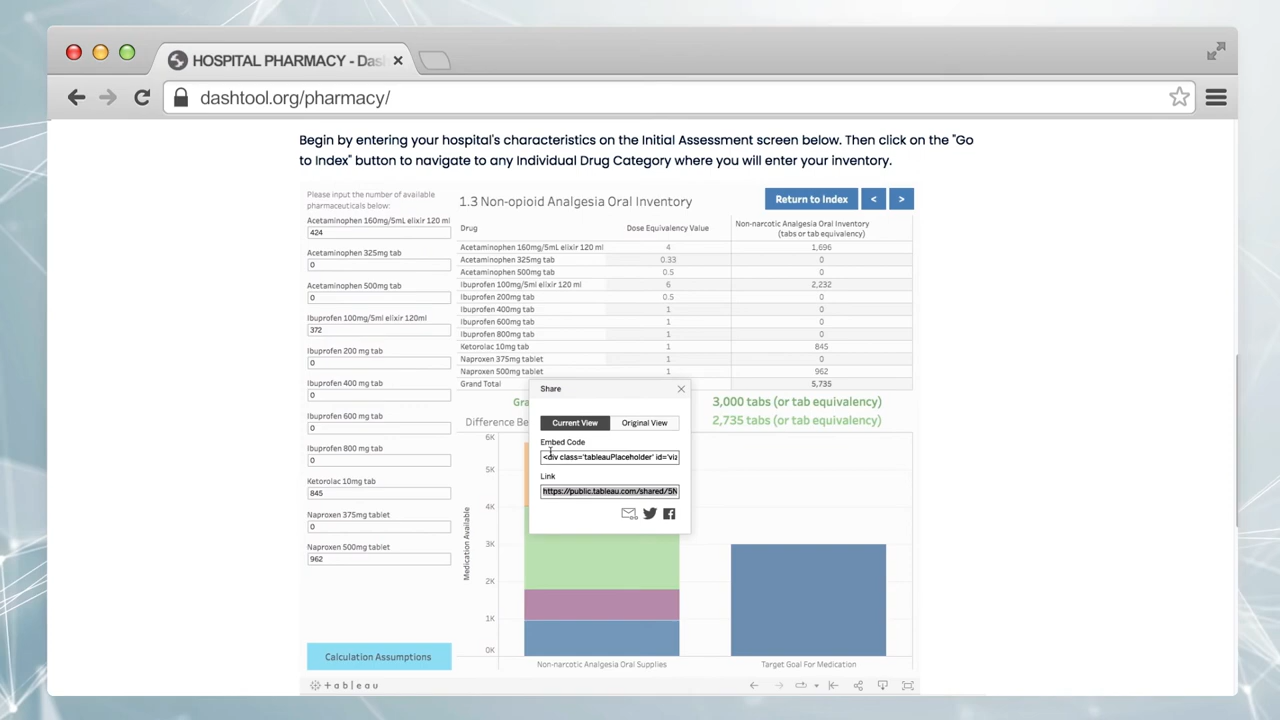 HOSPITAL PHARMACY - Das
dashtool.org/pharmacy/
Begin by entering your hospital's characteristics on the Initial Assessment screen below. Then click on the "Go
to Index" button to navigate to any Individual Drug Category where you will enter your inventory.
Please input the number of available
pharmaceuticals below:
Acetaminophen 160mg/5mL elixir 120 ml
424
Acetaminophen 325mg tab
0
Acetaminophen 500mg tab
0
Ibuprofen 100mg/5ml elixir 120ml
372
Ibuprofen 200 mg tab
0
Ibuprofen 400 mg tab
0
Ibuprofen 600 mg tab
0
Ibuprofen 800 mg tab
0
Ketorolac 10mg tab
845
Naproxen 375mg tablet
0
Naproxen 500mg tablet
962
Calculation Assumptions
1.3 Non-opioid Analgesia Oral Inventory
Return to Index < >
Drug Dose Equivalency Value Non-narcotic Analgesia Oral Inventory
(tabs or tab equivalency)
Acetaminophen 160mg/5mL elixir 120 ml 4 1,696
Acetaminophen 325mg tab 0.33 0
Acetaminophen 500mg tab 0.5 0
Ibuprofen 100mg/5ml elixir 120 ml 6 2,232
Ibuprofen 200mg tab 0.5 0
Ibuprofen 400mg tab 1 0
Ibuprofen 600mg tab 1 0
Ibuprofen 800mg tab 1 0
Ketorolac 10mg tab 1 845
Naproxen 375mg tablet 1 0
Naproxen 500mg tablet 1 962
Grand Total 5,735
Gra 3,000 tabs (or tab equivalency)
Difference Be 2,735 tabs (or tab equivalency)
Share
Current View Original View
Embed Code
<div class='tableauPlaceholder' id='viz
Link
https://public.tableau.com/shared/5N
Medication Available
6K
5K
4K
3K
2K
1K
0K
Non-narcotic Analgesia Oral Supplies Target Goal For Medication
+ a b l e a u